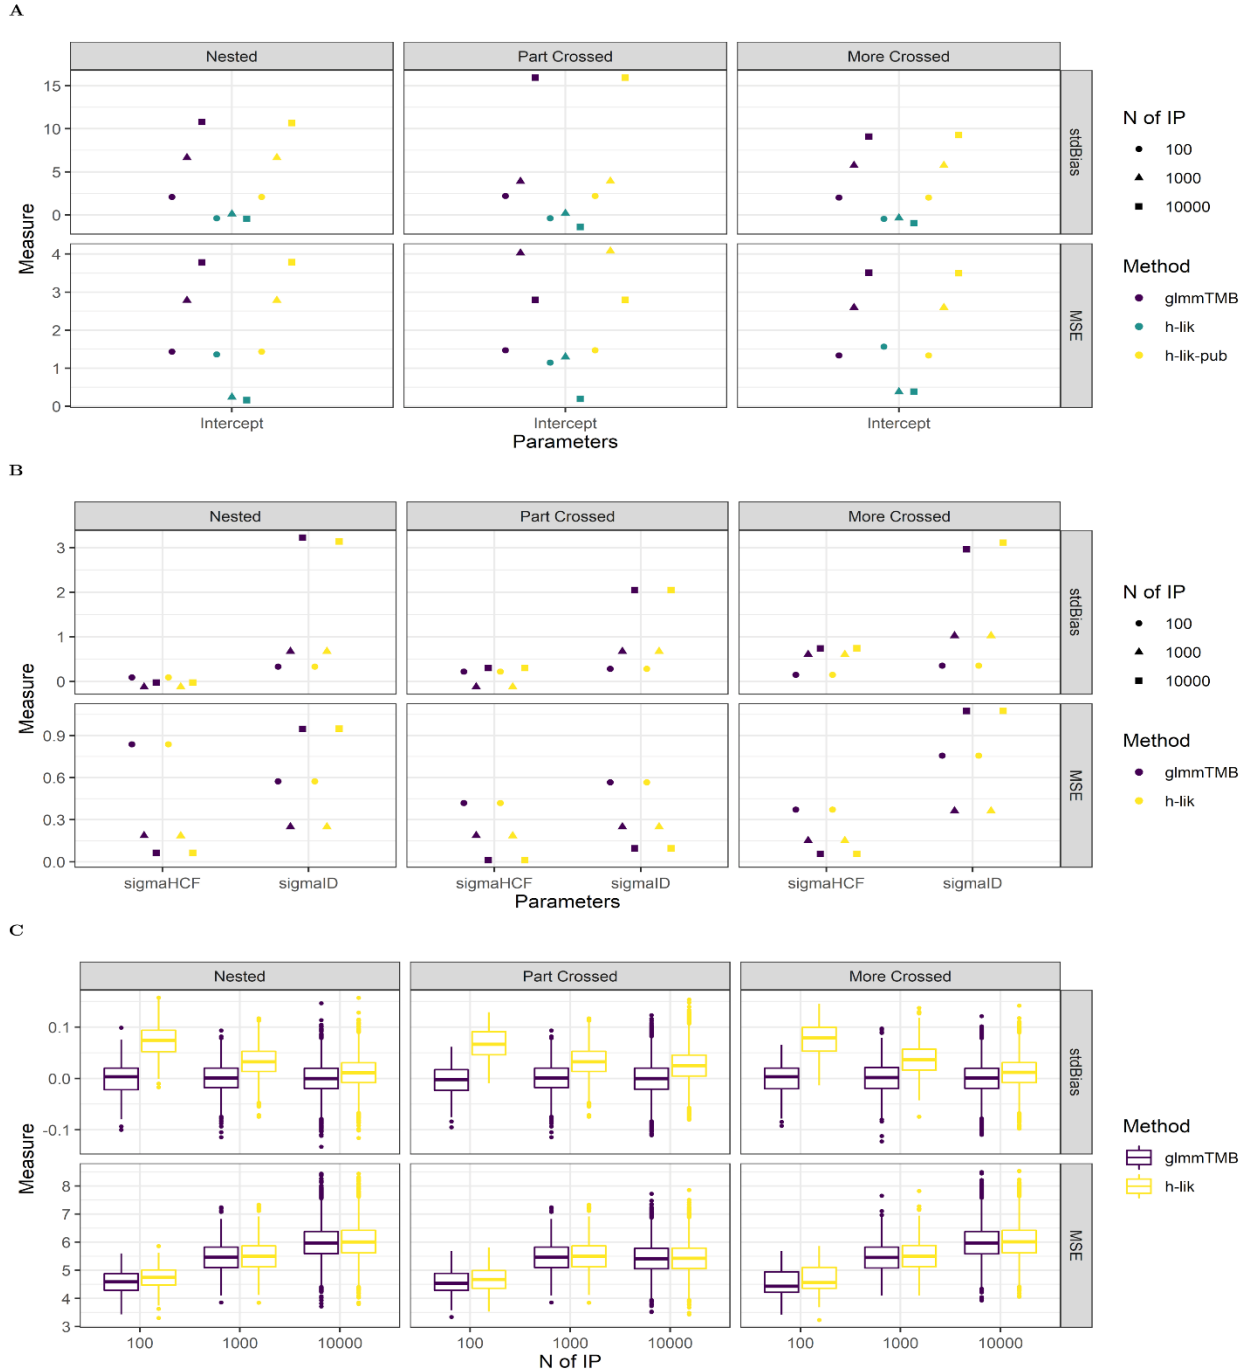 A
Nested Part Crossed More Crossed
15
10
5
0
stdBias
4
3
2
1
0
MSE
Measure
Intercept Intercept Intercept
Parameters
N of IP
100
1000
10000
Method
glmmTMB
h-lik
h-lik-pub
B
Nested Part Crossed More Crossed
3
2
1
0
stdBias
0.9
0.6
0.3
0.0
MSE
Measure
sigmaHCF sigmaID sigmaHCF sigmaID sigmaHCF sigmaID
Parameters
N of IP
100
1000
10000
Method
glmmTMB
h-lik
C
Nested Part Crossed More Crossed
0.1
0.0
-0.1
stdBias
8
7
6
5
4
3
MSE
Measure
100 1000 10000 100 1000 10000 100 1000 10000
N of IP
Method
glmmTMB
h-lik